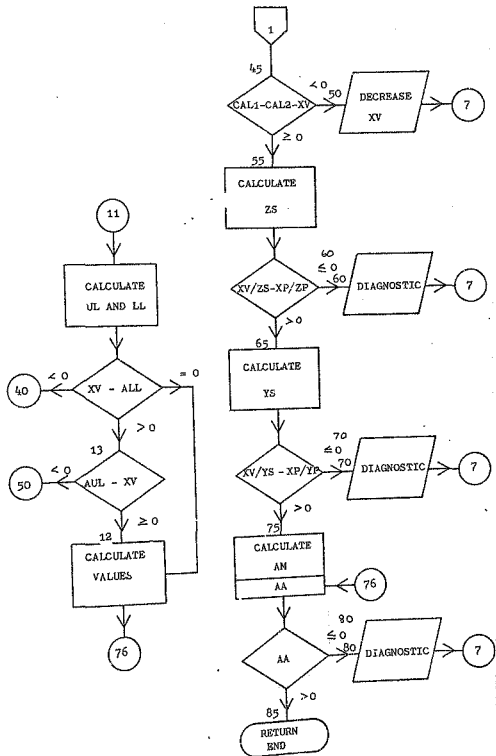 1
45
CAL1-CAL2-XV
< 0
50
DECREASE
XV
7
≥ 0
55
CALCULATE
ZS
XV/ZS-XP/ZP
60
≤0
60
DIAGNOSTIC
7
>0
65
CALCULATE
YS
XV/YS - XP/YP
70
≤0
70
DIAGNOSTIC
7
>0
75
CALCULATE
AM
AA
76
AA
80
≤0
80
DIAGNOSTIC
7
>0
85
RETURN
END
11
CALCULATE
UL AND LL
XV - ALL
< 0
40
= 0
>0
13
AUL - XV
< 0
50
≥ 0
12
CALCULATE
VALUES
76